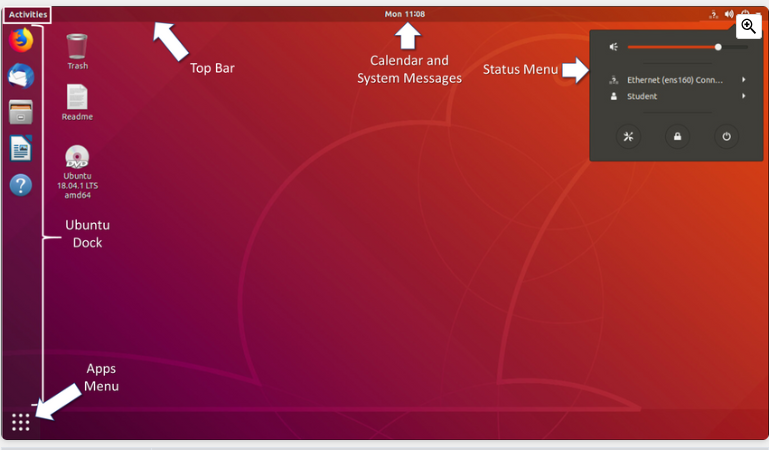 Activities
Mon 11:08
Trash
Top Bar
Calendar and
System Messages
Status Menu
Ethernet (ens160) Conn...
Student
Readme
Ubuntu
18.04.1 LTS
amd64
Ubuntu
Dock
Apps
Menu